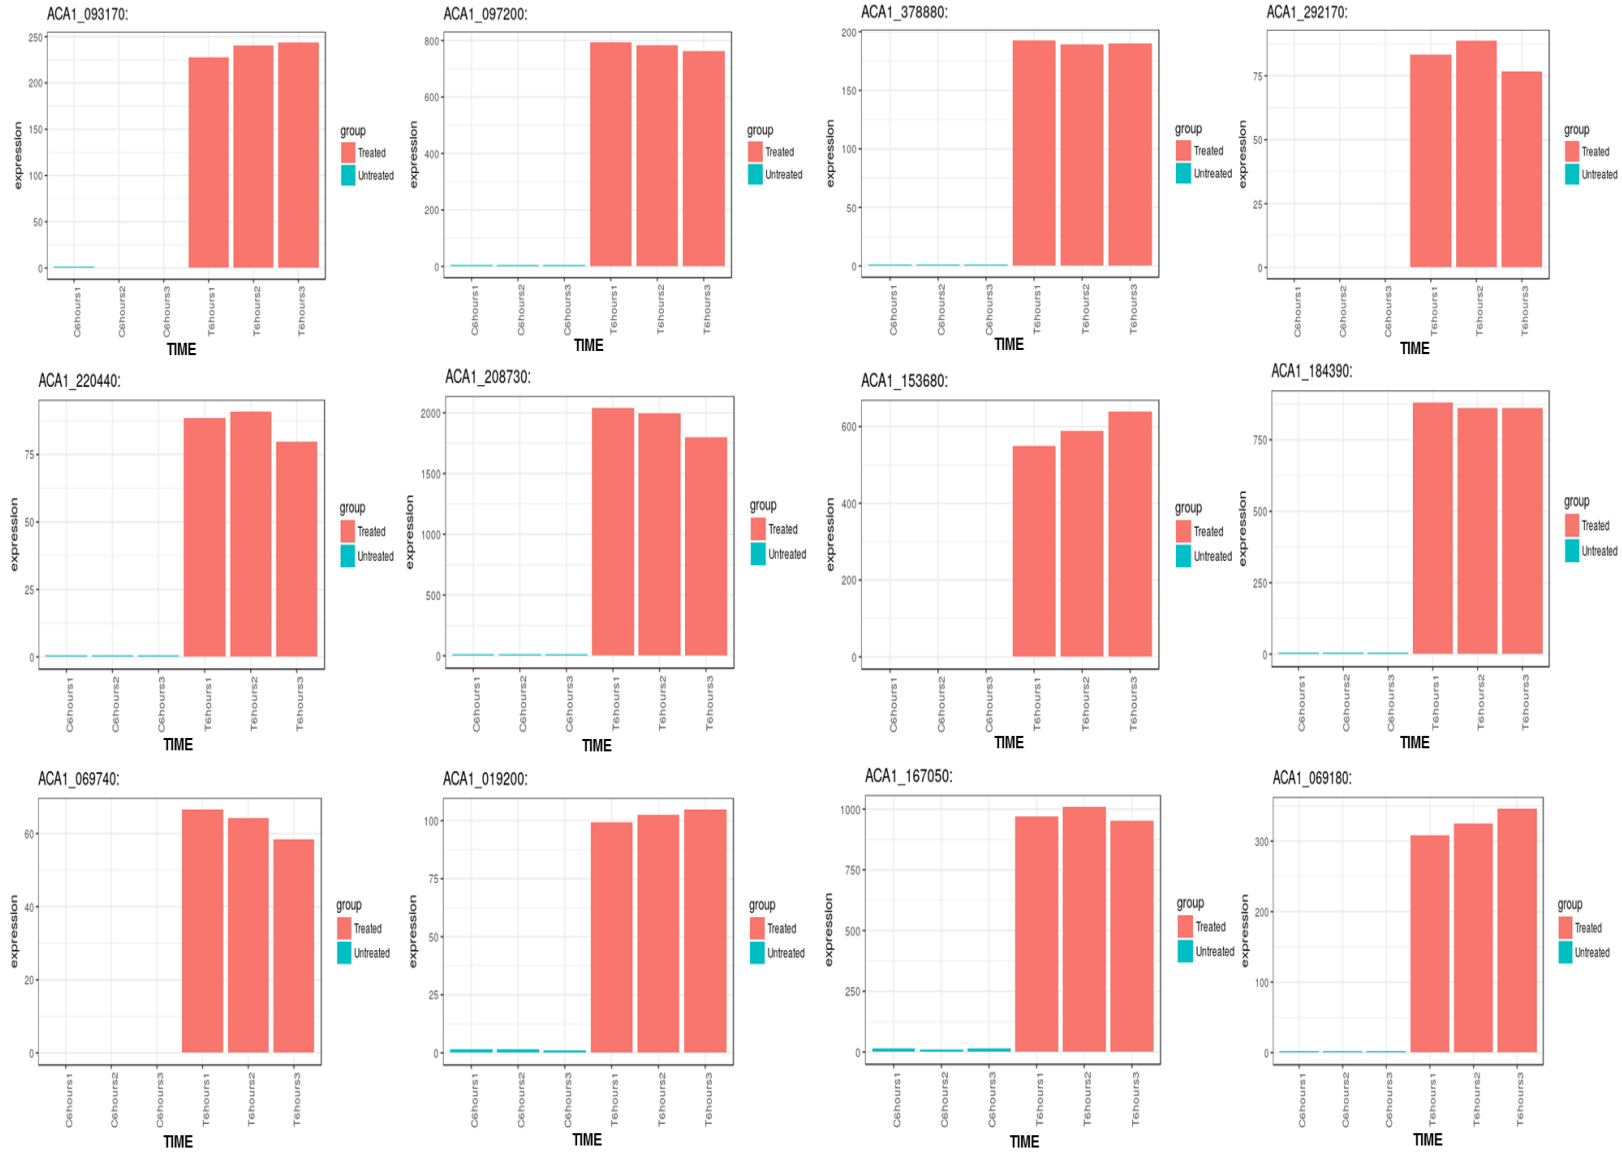 ACA1_093170:
250
200
150
100
50
0
expression
C6hours1
C6hours2
C6hours3
T6hours1
T6hours2
T6hours3
TIME
group
Treated
Untreated
ACA1_097200:
800
600
400
200
0
expression
C6hours1
C6hours2
C6hours3
T6hours1
T6hours2
T6hours3
TIME
group
Treated
Untreated
ACA1_378880:
200
150
100
50
0
expression
C6hours1
C6hours2
C6hours3
T6hours1
T6hours2
T6hours3
TIME
group
Treated
Untreated
ACA1_292170:
75
50
25
0
expression
C6hours1
C6hours2
C6hours3
T6hours1
T6hours2
T6hours3
TIME
group
Treated
Untreated
ACA1_220440:
75
50
25
0
expression
C6hours1
C6hours2
C6hours3
T6hours1
T6hours2
T6hours3
TIME
group
Treated
Untreated
ACA1_208730:
2000
1500
1000
500
0
expression
C6hours1
C6hours2
C6hours3
T6hours1
T6hours2
T6hours3
TIME
group
Treated
Untreated
ACA1_153680:
600
400
200
0
expression
C6hours1
C6hours2
C6hours3
T6hours1
T6hours2
T6hours3
TIME
group
Treated
Untreated
ACA1_184390:
750
500
250
0
expression
C6hours1
C6hours2
C6hours3
T6hours1
T6hours2
T6hours3
TIME
group
Treated
Untreated
ACA1_069740:
60
40
20
0
expression
C6hours1
C6hours2
C6hours3
T6hours1
T6hours2
T6hours3
TIME
group
Treated
Untreated
ACA1_019200:
100
75
50
25
0
expression
C6hours1
C6hours2
C6hours3
T6hours1
T6hours2
T6hours3
TIME
group
Treated
Untreated
ACA1_167050:
1000
750
500
250
0
expression
C6hours1
C6hours2
C6hours3
T6hours1
T6hours2
T6hours3
TIME
group
Treated
Untreated
ACA1_069180:
300
200
100
0
expression
C6hours1
C6hours2
C6hours3
T6hours1
T6hours2
T6hours3
TIME
group
Treated
Untreated